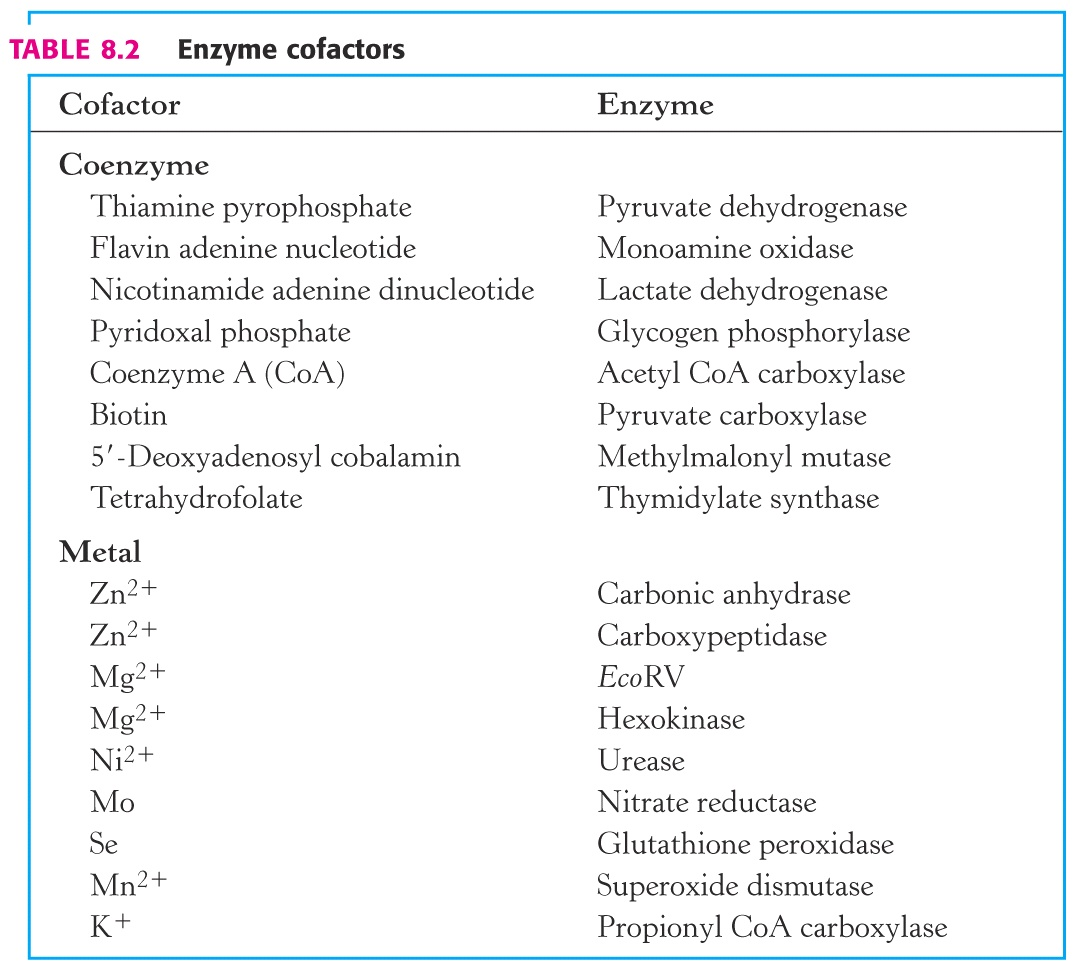 TABLE 8.2 Enzyme cofactors
Cofactor Enzyme
Coenzyme
Thiamine pyrophosphate Pyruvate dehydrogenase
Flavin adenine nucleotide Monoamine oxidase
Nicotinamide adenine dinucleotide Lactate dehydrogenase
Pyridoxal phosphate Glycogen phosphorylase
Coenzyme A (CoA) Acetyl CoA carboxylase
Biotin Pyruvate carboxylase
5′-Deoxyadenosyl cobalamin Methylmalonyl mutase
Tetrahydrofolate Thymidylate synthase
Metal
Zn²⁺ Carbonic anhydrase
Zn²⁺ Carboxypeptidase
Mg²⁺ EcoRV
Mg²⁺ Hexokinase
Ni²⁺ Urease
Mo Nitrate reductase
Se Glutathione peroxidase
Mn²⁺ Superoxide dismutase
K⁺ Propionyl CoA carboxylase